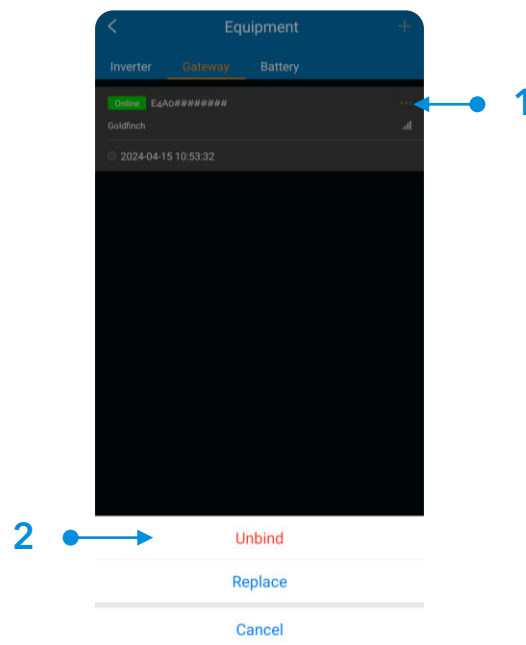 Equipment
Inverter Gateway Battery
Online E4A0########
1
Goldfinch
2024-04-15 10:53:32
2
Unbind
Replace
Cancel